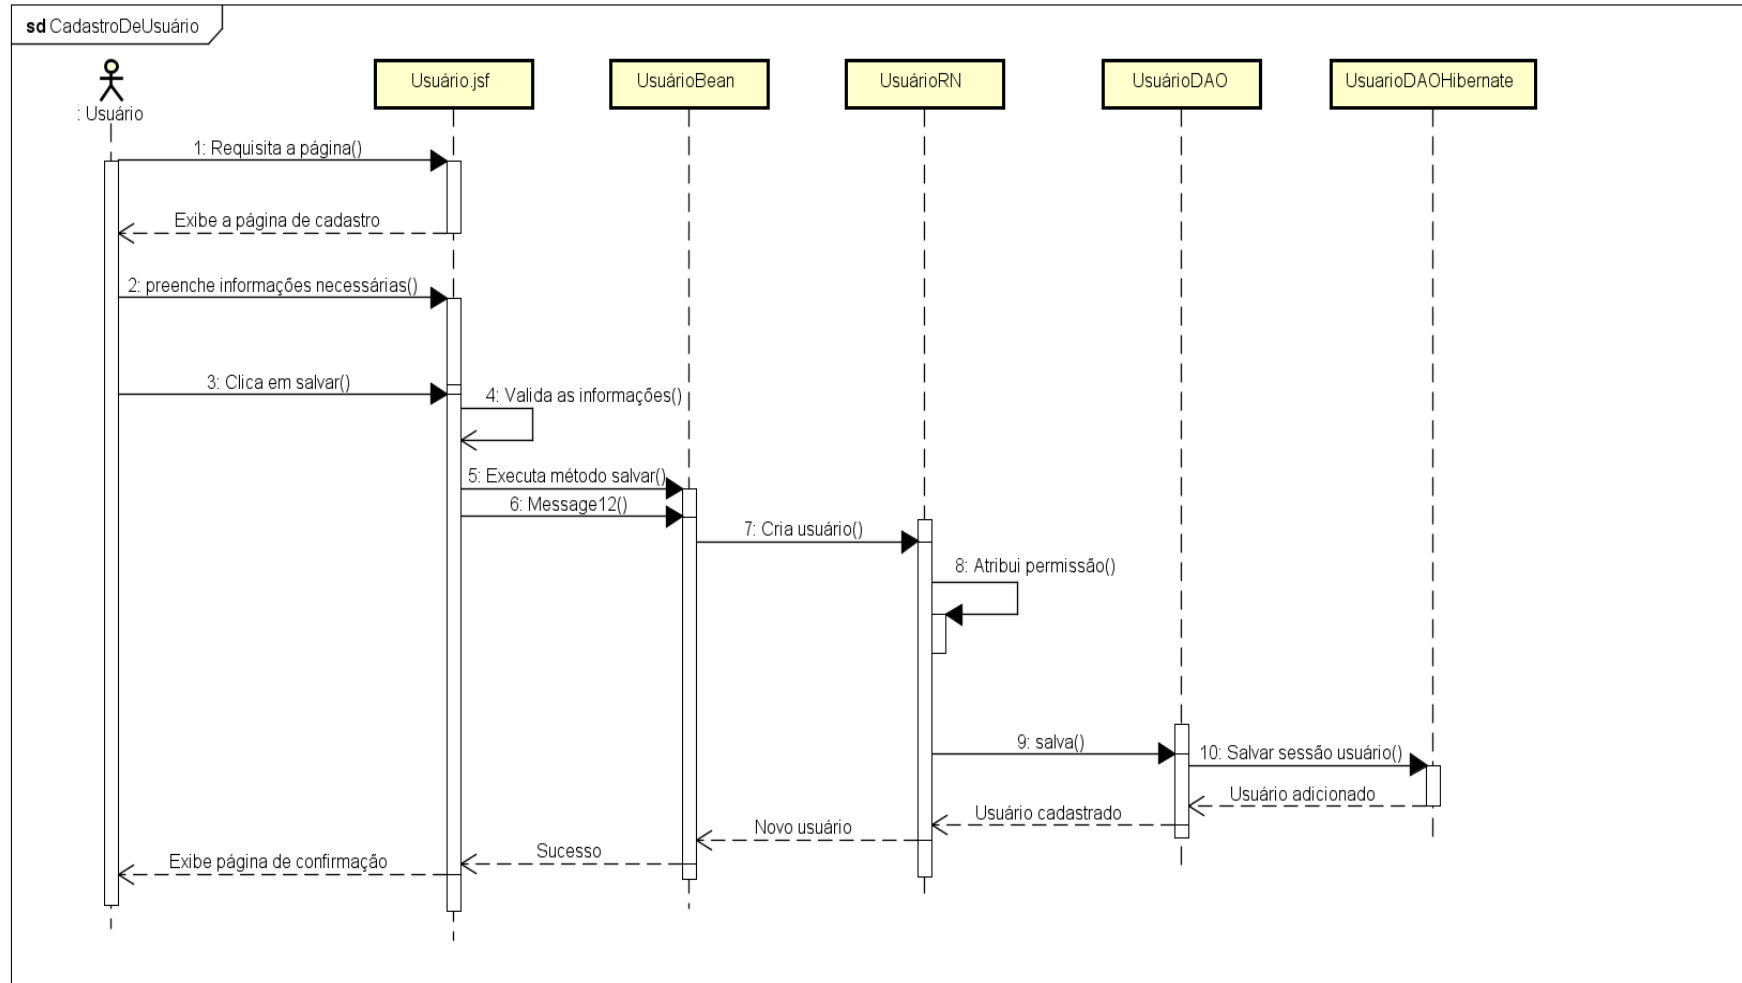 sd CadastroDeUsuário
: Usuário
Usuário.jsf
UsuárioBean
UsuárioRN
UsuárioDAO
UsuarioDAOHibernate
1: Requisita a página()
Exibe a página de cadastro
2: preenche informações necessárias()
3: Clica em salvar()
4: Valida as informações()
5: Executa método salvar()
6: Message12()
7: Cria usuário()
8: Atribui permissão()
9: salva()
10: Salvar sessão usuário()
Usuário adicionado
Usuário cadastrado
Novo usuário
Sucesso
Exibe página de confirmação